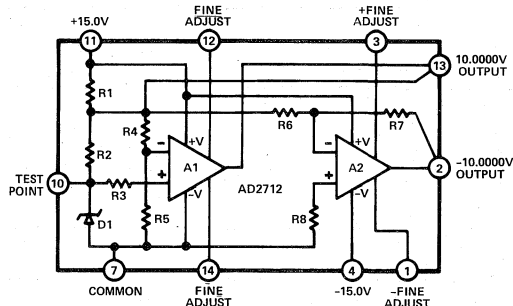 +15.0V
FINE
ADJUST
+FINE
ADJUST
11
12
3
13
10.0000V
OUTPUT
R1
R4
R6
R7
+V
+V
−
−
R2
A1
A2
2
−10.0000V
OUTPUT
TEST
POINT
10
R3
+
+
−V
−V
AD2712
D1
R5
R8
7
14
4
1
COMMON
FINE
ADJUST
−15.0V
−FINE
ADJUST